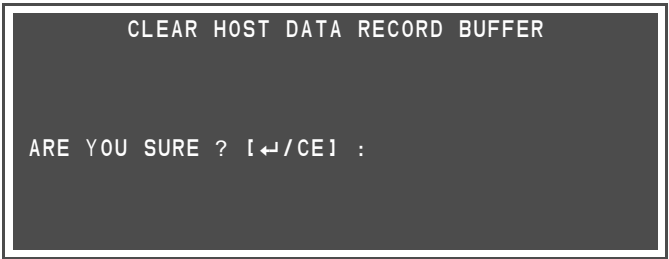 CLEAR HOST DATA RECORD BUFFER
ARE YOU SURE ? [↵/CE] :